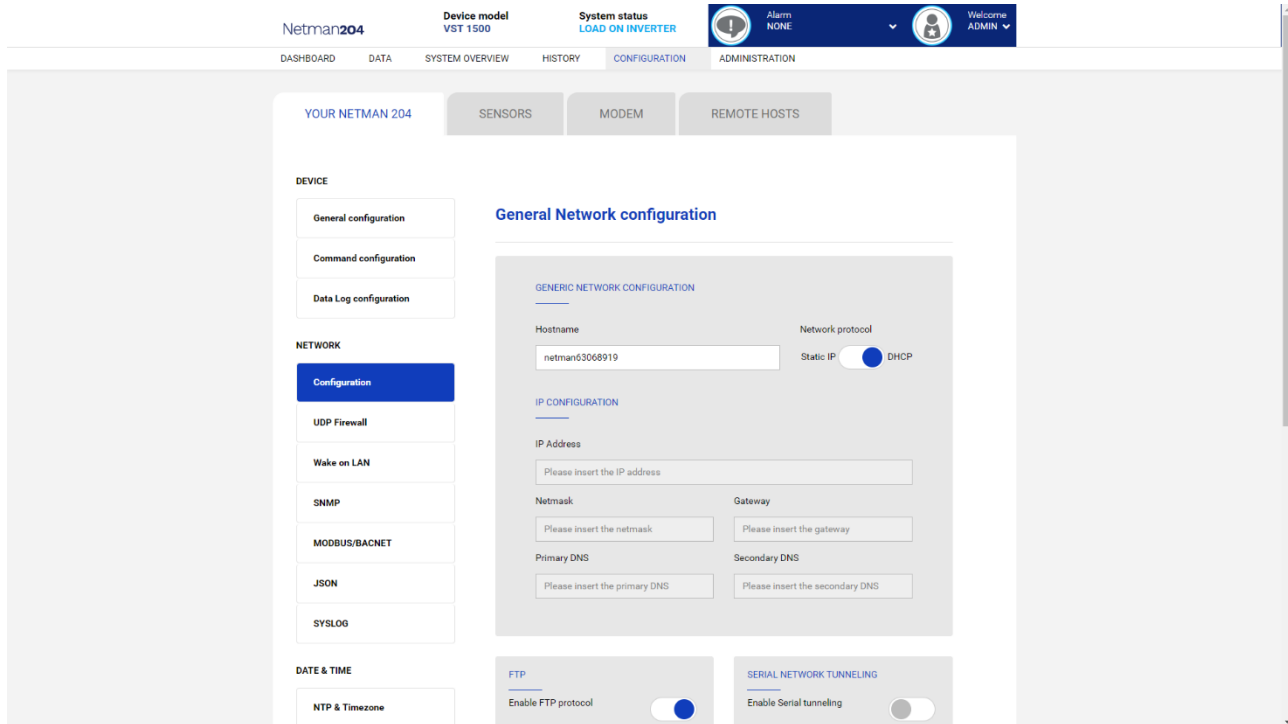 Netman204
Device model
VST 1500
System status
LOAD ON INVERTER
Alarm
NONE
Welcome
ADMIN
DASHBOARD DATA SYSTEM OVERVIEW HISTORY CONFIGURATION ADMINISTRATION
YOUR NETMAN 204 SENSORS MODEM REMOTE HOSTS
DEVICE
General configuration
Command configuration
Data Log configuration
NETWORK
Configuration
UDP Firewall
Wake on LAN
SNMP
MODBUS/BACNET
JSON
SYSLOG
DATE & TIME
NTP & Timezone
General Network configuration
GENERIC NETWORK CONFIGURATION
Hostname Network protocol
netman63068919 Static IP DHCP
IP CONFIGURATION
IP Address
Please insert the IP address
Netmask Gateway
Please insert the netmask Please insert the gateway
Primary DNS Secondary DNS
Please insert the primary DNS Please insert the secondary DNS
FTP
Enable FTP protocol
SERIAL NETWORK TUNNELING
Enable Serial tunneling